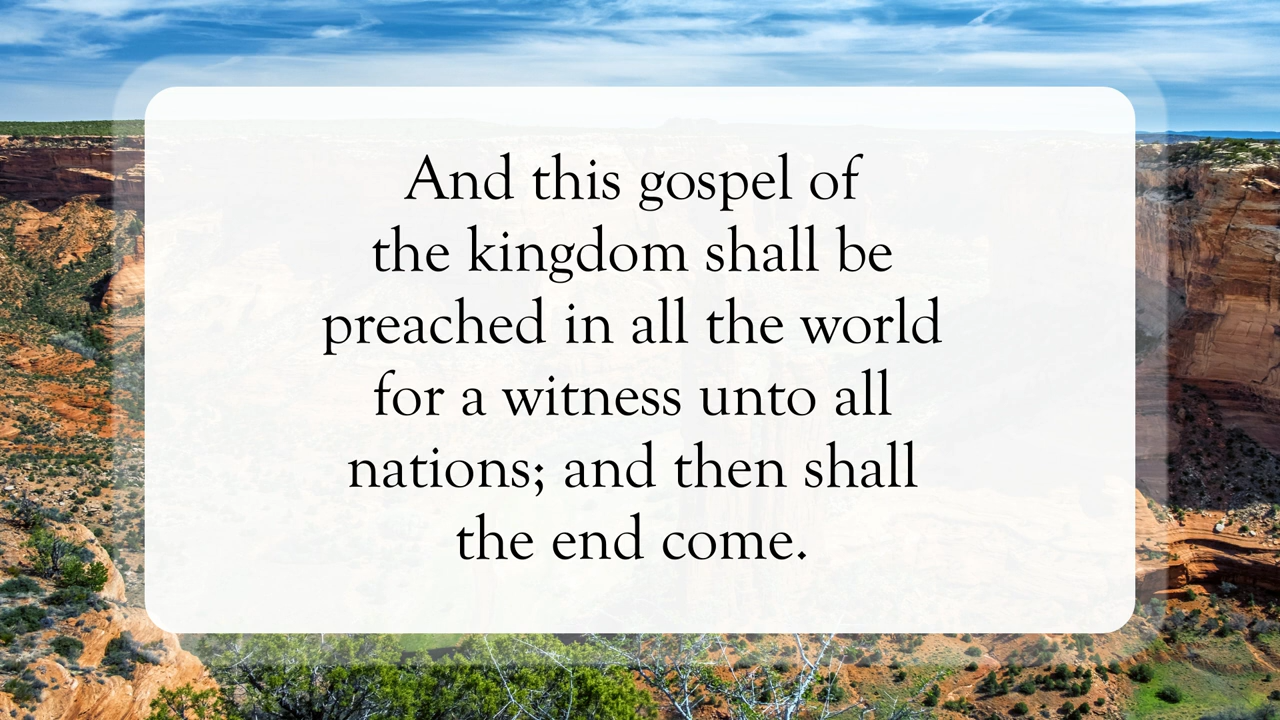 And this gospel of
the kingdom shall be
preached in all the world
for a witness unto all
nations; and then shall
the end come.